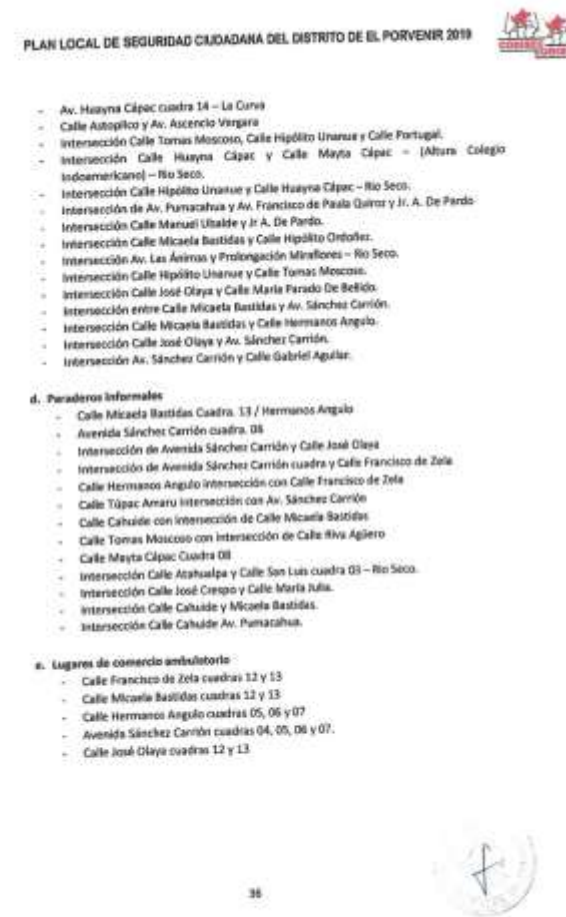 PLAN LOCAL DE SEGURIDAD CIUDADANA DEL DISTRITO DE EL PORVENIR 2019
- Av. Huayna Cápac cuadra 14 – La Curva
- Calle Astopilco y Av. Ascencio Vergara
- Intersección Calle Tomas Moscoso, Calle Hipólito Unanue y Calle Portugal.
- Intersección Calle Huayna Cápac y Calle Mayta Cápac – (Altura Colegio
Indoamericano) – Rio Seco.
- Intersección Calle Hipólito Unanue y Calle Huayna Cápac – Rio Seco.
- Intersección de Av. Pumacahua y Av. Francisco de Paula Quiroz y Jr. A. De Pardo
- Intersección Calle Manuel Ubalde y Jr A. De Pardo.
- Intersección Calle Micaela Bastidas y Calle Hipólito Ordoñez.
- Intersección Av. Las Ánimas y Prolongación Miraflores – Rio Seco.
- Intersección Calle Hipólito Unanue y Calle Tomas Moscoso.
- Intersección Calle José Olaya y Calle María Parado De Bellido.
- Intersección entre Calle Micaela Bastidas y Av. Sánchez Carrión.
- Intersección Calle Micaela Bastidas y Calle Hermanos Angulo.
- Intersección Calle José Olaya y Av. Sánchez Carrión.
- Intersección Av. Sánchez Carrión y Calle Gabriel Aguilar.
d. Paraderos informales
- Calle Micaela Bastidas Cuadra. 13 / Hermanos Angulo
- Avenida Sánchez Carrión cuadra. 06
- Intersección de Avenida Sánchez Carrión y Calle José Olaya
- Intersección de Avenida Sánchez Carrión cuadra y Calle Francisco de Zela
- Calle Hermanos Angulo intersección con Calle Francisco de Zela
- Calle Túpac Amaru intersección con Av. Sánchez Carrión
- Calle Cahuide con intersección de Calle Micaela Bastidas
- Calle Tomas Moscoso con intersección de Calle Riva Agüero
- Calle Mayta Cápac Cuadra 08
- Intersección Calle Atahualpa y Calle San Luis cuadra 03 – Rio Seco.
- Intersección Calle José Crespo y Calle María Julia.
- Intersección Calle Cahuide y Micaela Bastidas.
- Intersección Calle Cahuide Av. Pumacahua.
e. Lugares de comercio ambulatorio
- Calle Francisco de Zela cuadras 12 y 13
- Calle Micaela Bastidas cuadras 12 y 13
- Calle Hermanos Angulo cuadras 05, 06 y 07
- Avenida Sánchez Carrión cuadras 04, 05, 06 y 07.
- Calle José Olaya cuadras 12 y 13
36